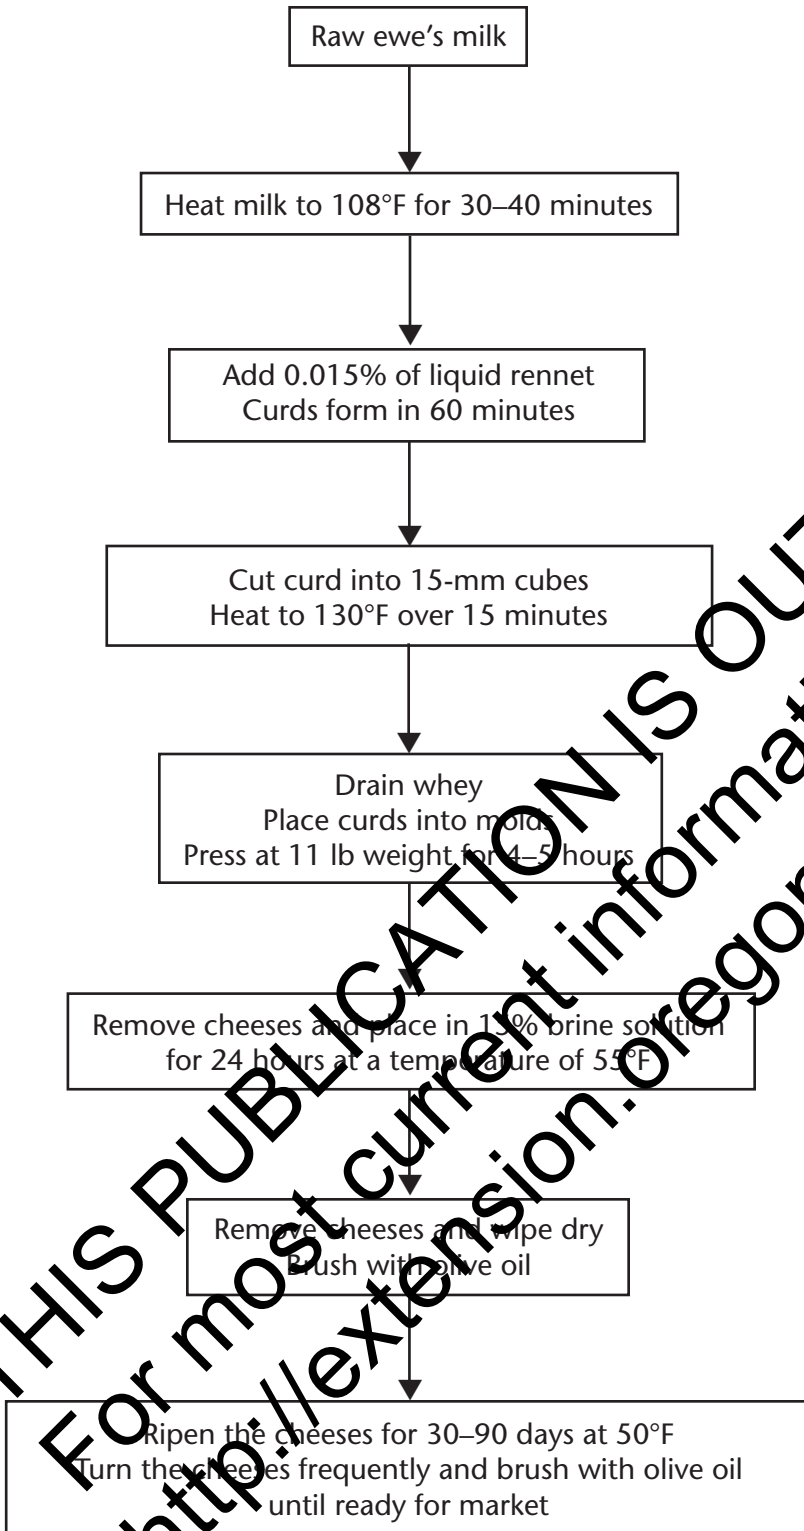 Raw ewe’s milk
Heat milk to 108°F for 30–40 minutes
Add 0.015% of liquid rennet
Curds form in 60 minutes
Cut curd into 15-mm cubes
Heat to 130°F over 15 minutes
Drain whey
Place curds into molds
Press at 11 lb weight for 4–5 hours
Remove cheeses and place in 15% brine solution
for 24 hours at a temperature of 55°F
Remove cheeses and wipe dry
Brush with olive oil
Ripen the cheeses for 30–90 days at 50°F
Turn the cheeses frequently and brush with olive oil
until ready for market
THIS PUBLICATION IS OUT
For most current informati
http://extension.oregon